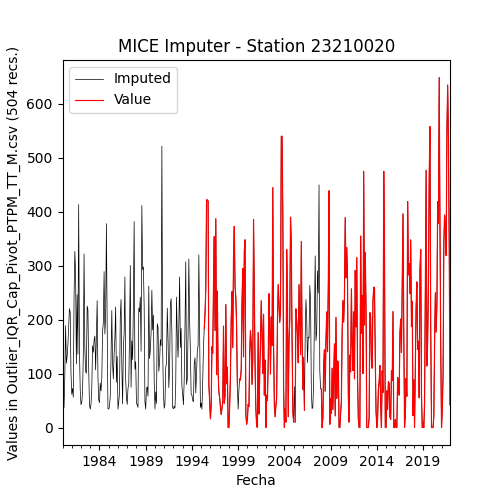 MICE Imputer - Station 23210020
Imputed
Value
Values in Outlier_IQR_Cap_Pivot_PTPM_TT_M.csv (504 recs.)
600
500
400
300
200
100
0
1984 1989 1994 1999 2004 2009 2014 2019
Fecha